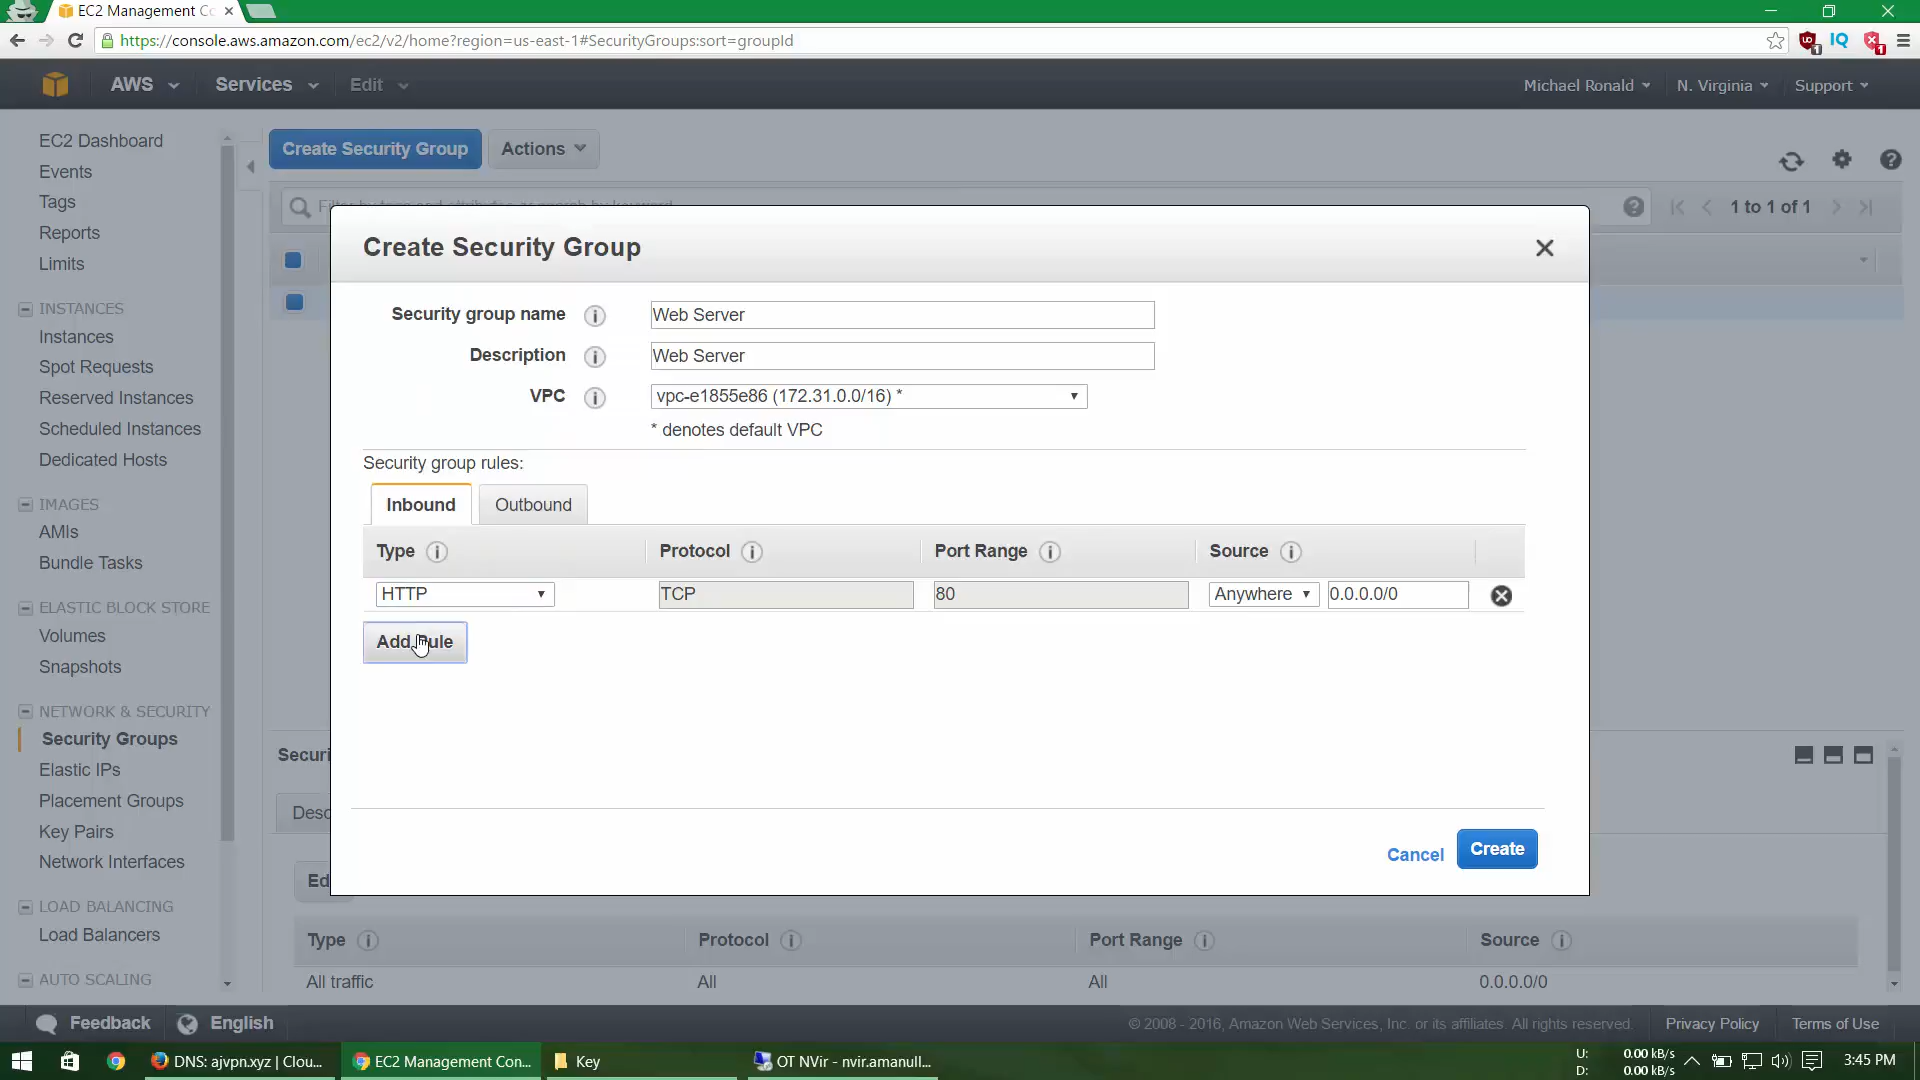 EC2 Management Co
https://console.aws.amazon.com/ec2/v2/home?region=us-east-1#SecurityGroups:sort=groupId
IQ
1
1
AWS
Services
Edit
Michael Ronald
N. Virginia
Support
EC2 Dashboard
Events
Tags
Reports
Limits
INSTANCES
Instances
Spot Requests
Reserved Instances
Scheduled Instances
Dedicated Hosts
IMAGES
AMIs
Bundle Tasks
ELASTIC BLOCK STORE
Volumes
Snapshots
NETWORK & SECURITY
Security Groups
Elastic IPs
Placement Groups
Key Pairs
Network Interfaces
LOAD BALANCING
Load Balancers
AUTO SCALING
Create Security Group
Actions
1 to 1 of 1
Create Security Group
Security group name
Web Server
Description
Web Server
VPC
vpc-e1855e86 (172.31.0.0/16) *
* denotes default VPC
Security group rules:
Inbound
Outbound
Type
Protocol
Port Range
Source
HTTP
TCP
80
Anywhere
0.0.0.0/0
Add Rule
Cancel
Create
Securi
Desc
Ed
Type
Protocol
Port Range
Source
All traffic
All
All
0.0.0.0/0
Feedback
English
© 2008 - 2016, Amazon Web Services, Inc. or its affiliates. All rights reserved.
Privacy Policy
Terms of Use
DNS: ajvpn.xyz | Clou...
EC2 Management Con...
Key
OT NVir - nvir.amanull...
U: 0.00 kB/s
D: 0.00 kB/s
3:45 PM